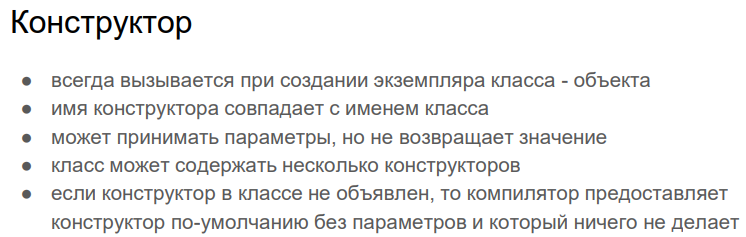 Конструктор
● всегда вызывается при создании экземпляра класса - объекта
● имя конструктора совпадает с именем класса
● может принимать параметры, но не возвращает значение
● класс может содержать несколько конструкторов
● если конструктор в классе не объявлен, то компилятор предоставляет
конструктор по-умолчанию без параметров и который ничего не делает